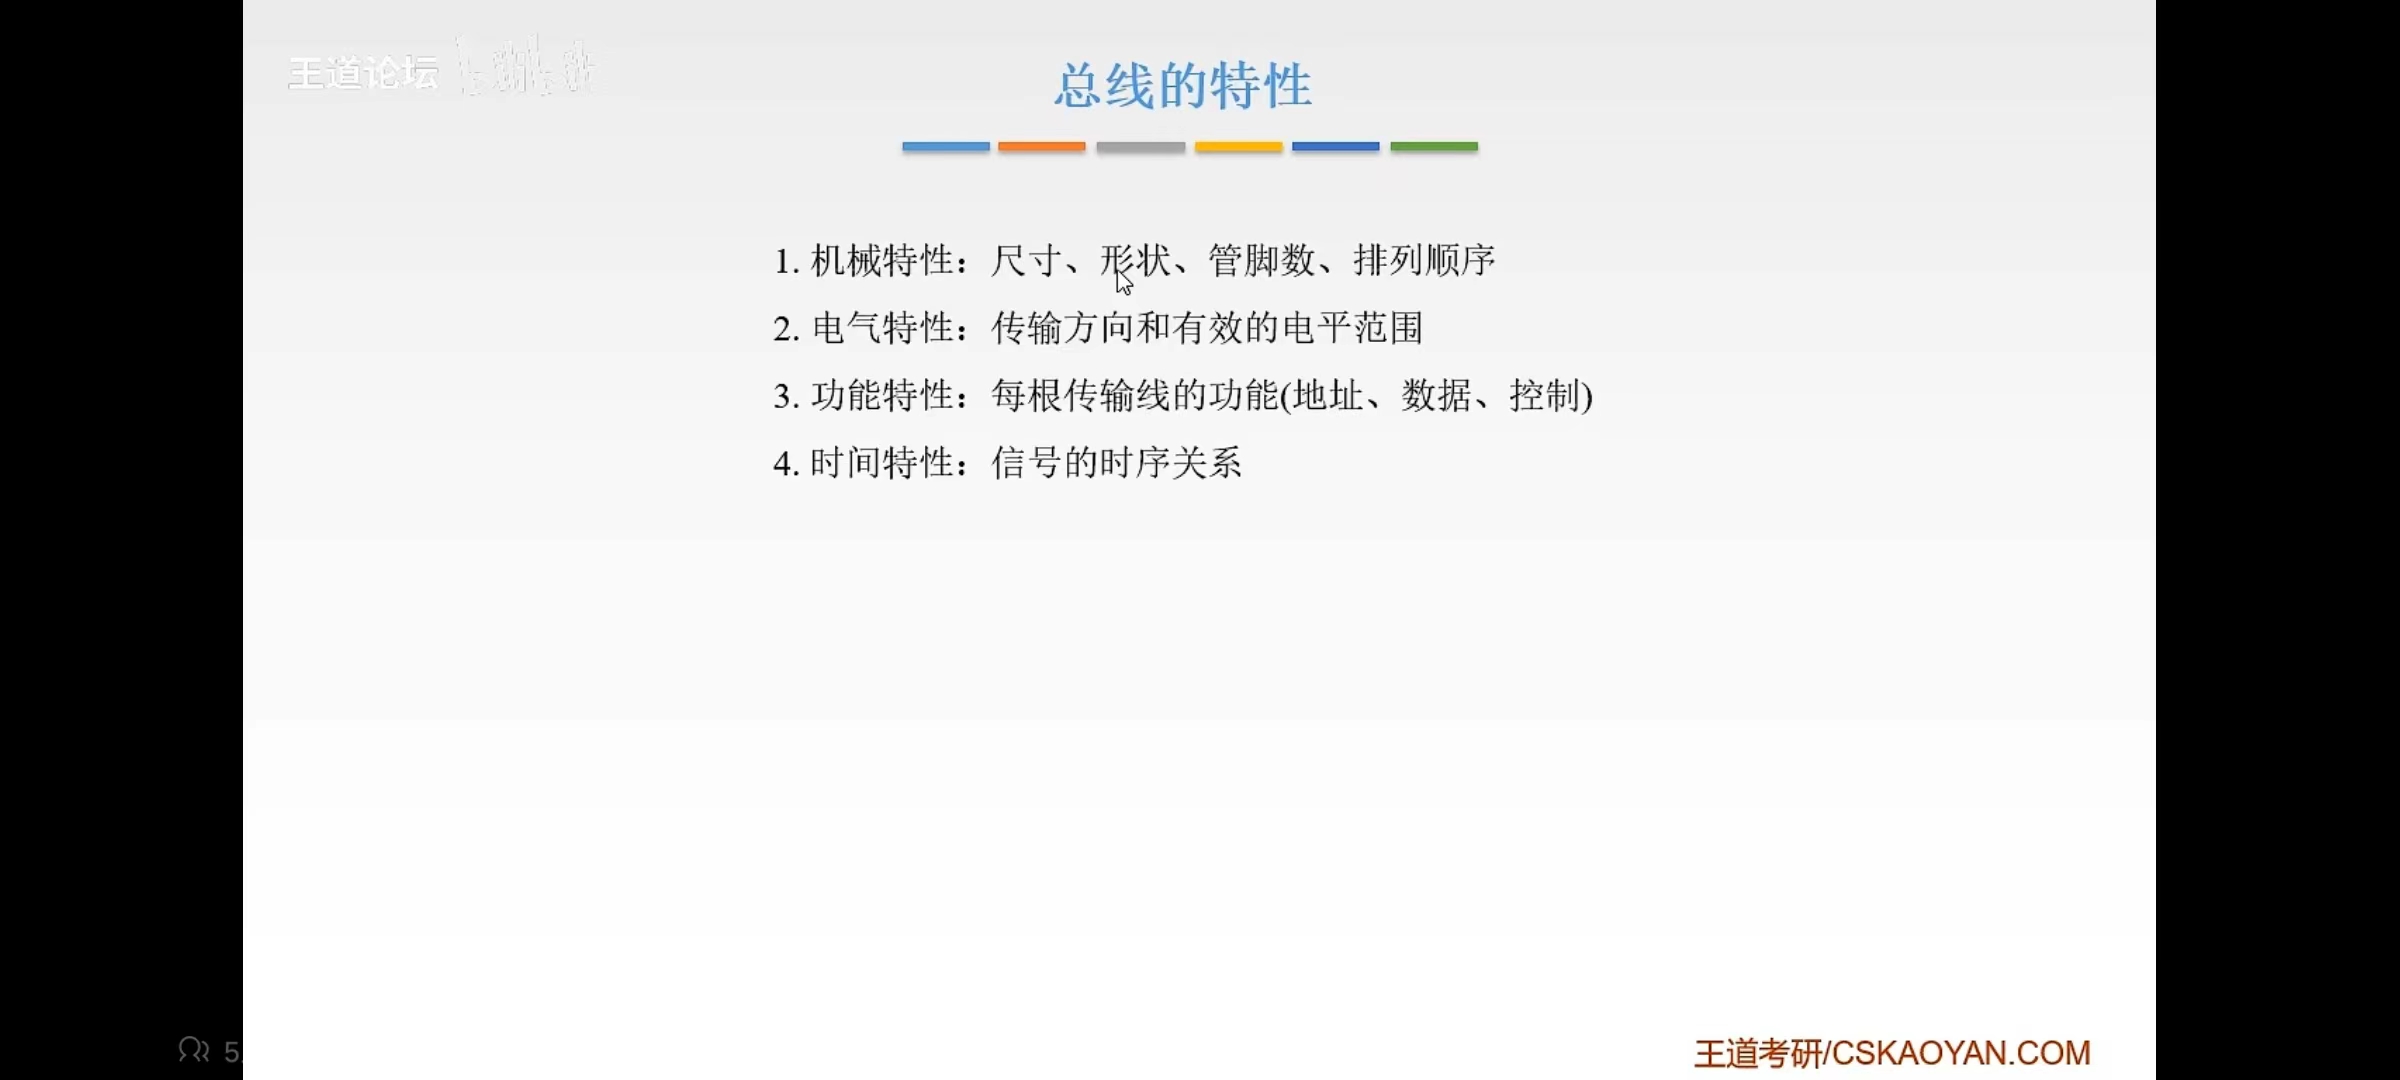 王道论坛
总线的特性
1. 机械特性：尺寸、形状、管脚数、排列顺序
2. 电气特性：传输方向和有效的电平范围
3. 功能特性：每根传输线的功能(地址、数据、控制)
4. 时间特性：信号的时序关系
5
王道考研/CSKAOYAN.COM